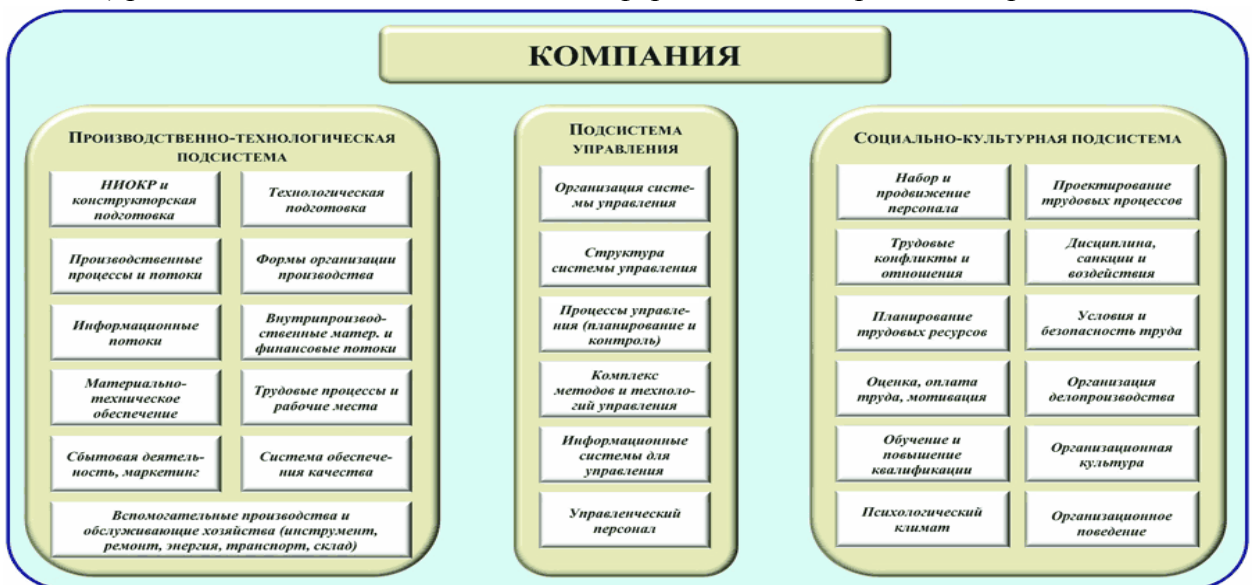 КОМПАНИЯ
ПРОИЗВОДСТВЕННО-ТЕХНОЛОГИЧЕСКАЯ
ПОДСИСТЕМА
НИОКР и
конструкторская
подготовка
Технологическая
подготовка
Производственные
процессы и потоки
Формы организации
производства
Информационные
потоки
Внутрипроизвод-
ственные матер. и
финансовые потоки
Материально-
техническое
обеспечение
Трудовые процессы и
рабочие места
Сбытовая деятель-
ность, маркетинг
Система обеспече-
ния качества
Вспомогательные производства и
обслуживающие хозяйства (инструмент,
ремонт, энергия, транспорт, склад)
ПОДСИСТЕМА
УПРАВЛЕНИЯ
Организация систе-
мы управления
Структура
системы управления
Процессы управле-
ния (планирование и
контроль)
Комплекс
методов и техноло-
гий управления
Информационные
системы для
управления
Управленческий
персонал
СОЦИАЛЬНО-КУЛЬТУРНАЯ ПОДСИСТЕМА
Набор и
продвижение
персонала
Проектирование
трудовых процессов
Трудовые
конфликты и
отношения
Дисциплина,
санкции и
воздействия
Планирование
трудовых ресурсов
Условия и
безопасность труда
Оценка, оплата
труда, мотивация
Организация
делопроизводства
Обучение и
повышение
квалификации
Организационная
культура
Психологический
климат
Организационное
поведение